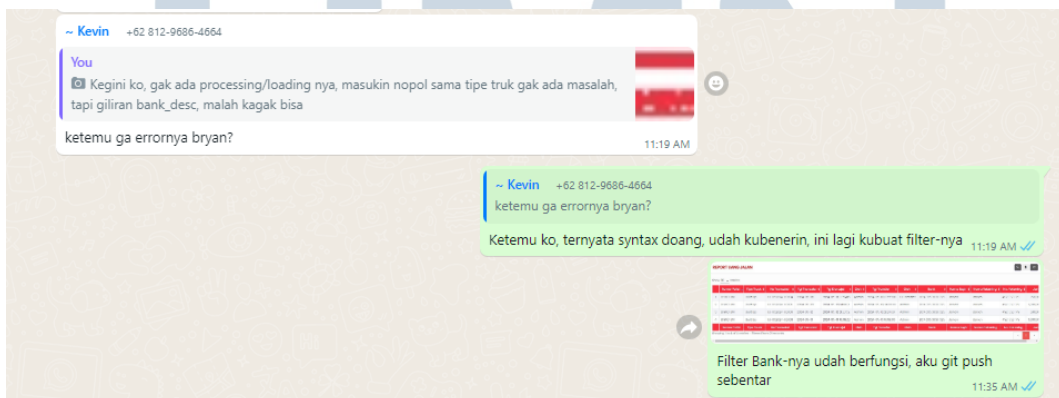 ~ Kevin +62 812-9686-4664
You
Kegini ko, gak ada processing/loading nya, masukin nopol sama tipe truk gak ada masalah,
tapi giliran bank_desc, malah kagak bisa
ketemu ga errornya bryan?
11:19 AM
~ Kevin +62 812-9686-4664
ketemu ga errornya bryan?
Ketemu ko, ternyata syntax doang, udah kubenerin, ini lagi kubuat filter-nya 11:19 AM
REPORT UANG JALAN
Filter Bank-nya udah berfungsi, aku git push
sebentar
11:35 AM